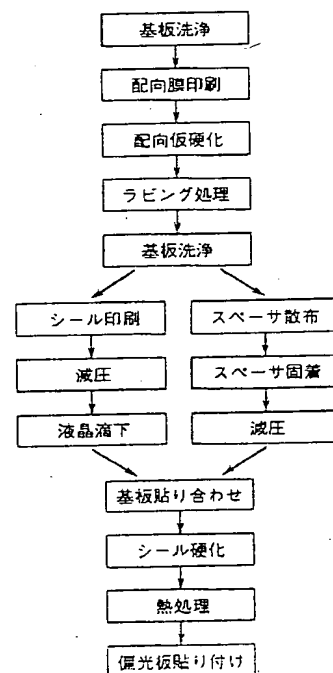 基板洗浄
配向膜印刷
配向仮硬化
ラビング処理
基板洗浄
シール印刷
スペーサ散布
減圧
スペーサ固着
液晶滴下
減圧
基板貼り合わせ
シール硬化
熱処理
偏光板貼り付け